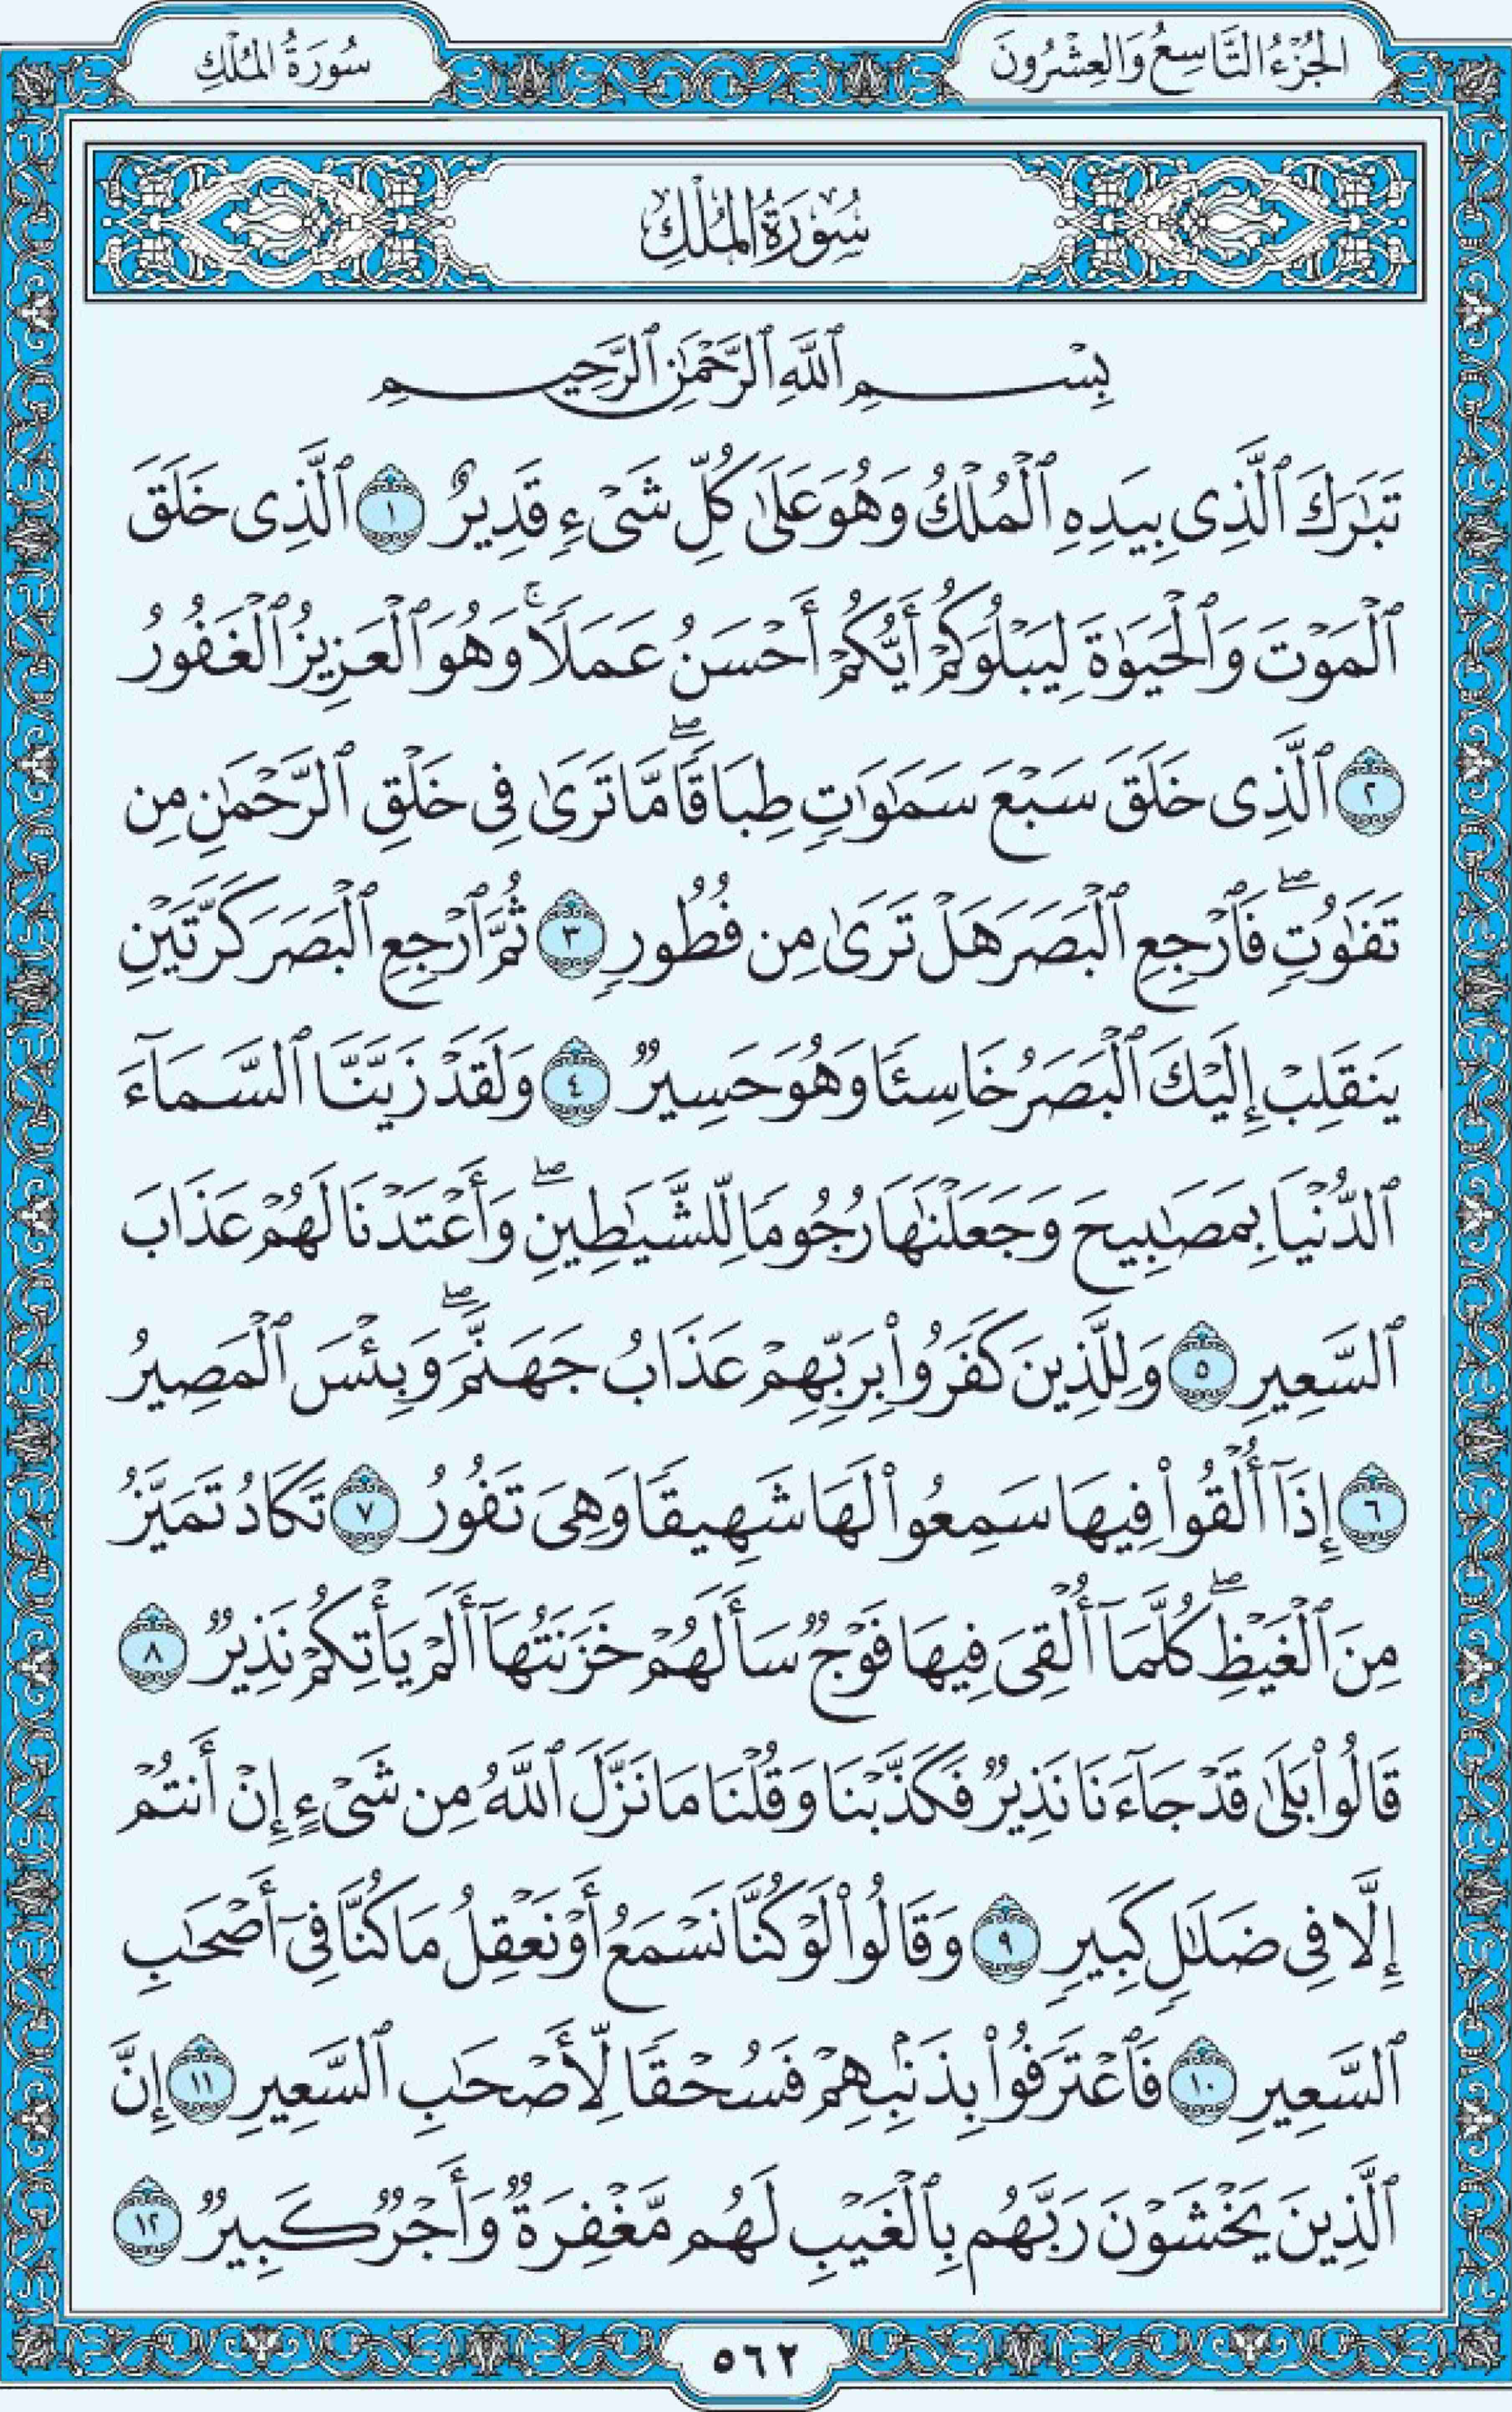 الجُزْءُ التَّاسِعُ وَالعِشْرُونَ
سُورَةُ المُلْكِ
سُورَةُ المُلْكِ
بِسْمِ ٱللَّهِ ٱلرَّحْمَٰنِ ٱلرَّحِيمِ
تَبَٰرَكَ ٱلَّذِى بِيَدِهِ ٱلْمُلْكُ وَهُوَ عَلَىٰ كُلِّ شَىْءٍ قَدِيرٌ ١ ٱلَّذِى خَلَقَ
ٱلْمَوْتَ وَٱلْحَيَوٰةَ لِيَبْلُوَكُمْ أَيُّكُمْ أَحْسَنُ عَمَلًا ۚ وَهُوَ ٱلْعَزِيزُ ٱلْغَفُورُ
٢ ٱلَّذِى خَلَقَ سَبْعَ سَمَٰوَٰتٍ طِبَاقًا ۖ مَّا تَرَىٰ فِى خَلْقِ ٱلرَّحْمَٰنِ مِن
تَفَٰوُتٍ ۖ فَٱرْجِعِ ٱلْبَصَرَ هَلْ تَرَىٰ مِن فُطُورٍ ٣ ثُمَّ ٱرْجِعِ ٱلْبَصَرَ كَرَّتَيْنِ
يَنقَلِبْ إِلَيْكَ ٱلْبَصَرُ خَاسِئًا وَهُوَ حَسِيرٌ ٤ وَلَقَدْ زَيَّنَّا ٱلسَّمَآءَ
ٱلدُّنْيَا بِمَصَٰبِيحَ وَجَعَلْنَٰهَا رُجُومًا لِّلشَّيَٰطِينِ ۖ وَأَعْتَدْنَا لَهُمْ عَذَابَ
ٱلسَّعِيرِ ٥ وَلِلَّذِينَ كَفَرُوا۟ بِرَبِّهِمْ عَذَابُ جَهَنَّمَ ۖ وَبِئْسَ ٱلْمَصِيرُ
٦ إِذَآ أُلْقُوا۟ فِيهَا سَمِعُوا۟ لَهَا شَهِيقًا وَهِىَ تَفُورُ ٧ تَكَادُ تَمَيَّزُ
مِنَ ٱلْغَيْظِ ۖ كُلَّمَآ أُلْقِىَ فِيهَا فَوْجٌ سَأَلَهُمْ خَزَنَتُهَآ أَلَمْ يَأْتِكُمْ نَذِيرٌ ٨
قَالُوا۟ بَلَىٰ قَدْ جَآءَنَا نَذِيرٌ فَكَذَّبْنَا وَقُلْنَا مَا نَزَّلَ ٱللَّهُ مِن شَىْءٍ إِنْ أَنتُمْ
إِلَّا فِى ضَلَٰلٍ كَبِيرٍ ٩ وَقَالُوا۟ لَوْ كُنَّا نَسْمَعُ أَوْ نَعْقِلُ مَا كُنَّا فِىٓ أَصْحَٰبِ
ٱلسَّعِيرِ ١٠ فَٱعْتَرَفُوا۟ بِذَنۢبِهِمْ فَسُحْقًا لِّأَصْحَٰبِ ٱلسَّعِيرِ ١١ إِنَّ
ٱلَّذِينَ يَخْشَوْنَ رَبَّهُم بِٱلْغَيْبِ لَهُم مَّغْفِرَةٌ وَأَجْرٌ كَبِيرٌ ١٢
٥٦٢